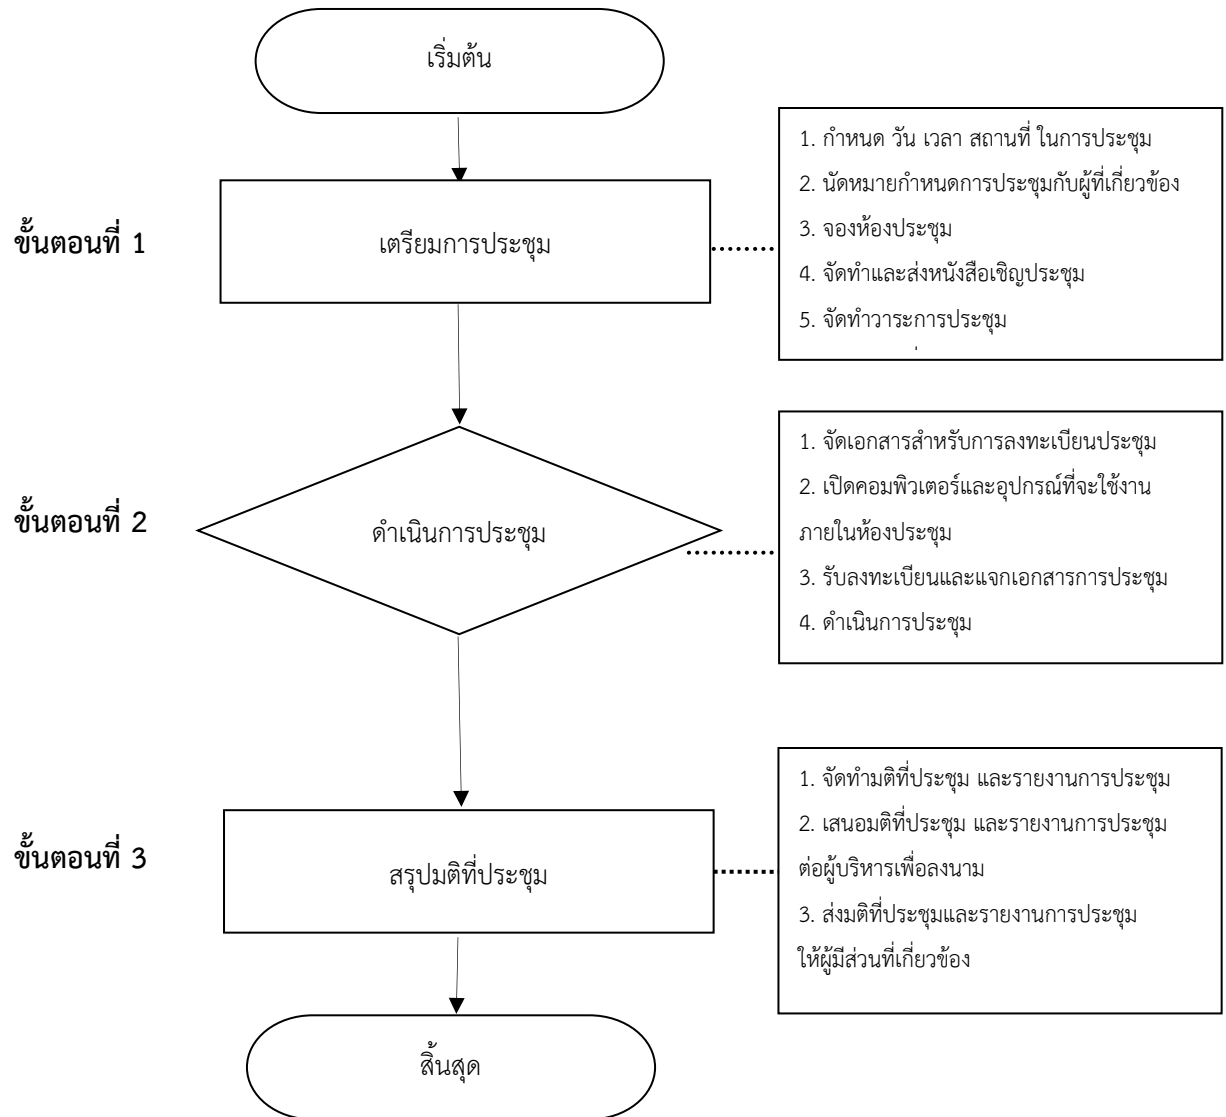 เริ่มต้น
ขั้นตอนที่ 1
เตรียมการประชุม
1. กำหนด วัน เวลา สถานที่ ในการประชุม
2. นัดหมายกำหนดการประชุมกับผู้ที่เกี่ยวข้อง
3. จองห้องประชุม
4. จัดทำและส่งหนังสือเชิญประชุม
5. จัดทำวาระการประชุม
ขั้นตอนที่ 2
ดำเนินการประชุม
1. จัดเอกสารสำหรับการลงทะเบียนประชุม
2. เปิดคอมพิวเตอร์และอุปกรณ์ที่จะใช้งาน
ภายในห้องประชุม
3. รับลงทะเบียนและแจกเอกสารการประชุม
4. ดำเนินการประชุม
ขั้นตอนที่ 3
สรุปมติที่ประชุม
1. จัดทำมติที่ประชุม และรายงานการประชุม
2. เสนอมติที่ประชุม และรายงานการประชุม
ต่อผู้บริหารเพื่อลงนาม
3. ส่งมติที่ประชุมและรายงานการประชุม
ให้ผู้มีส่วนที่เกี่ยวข้อง
สิ้นสุด